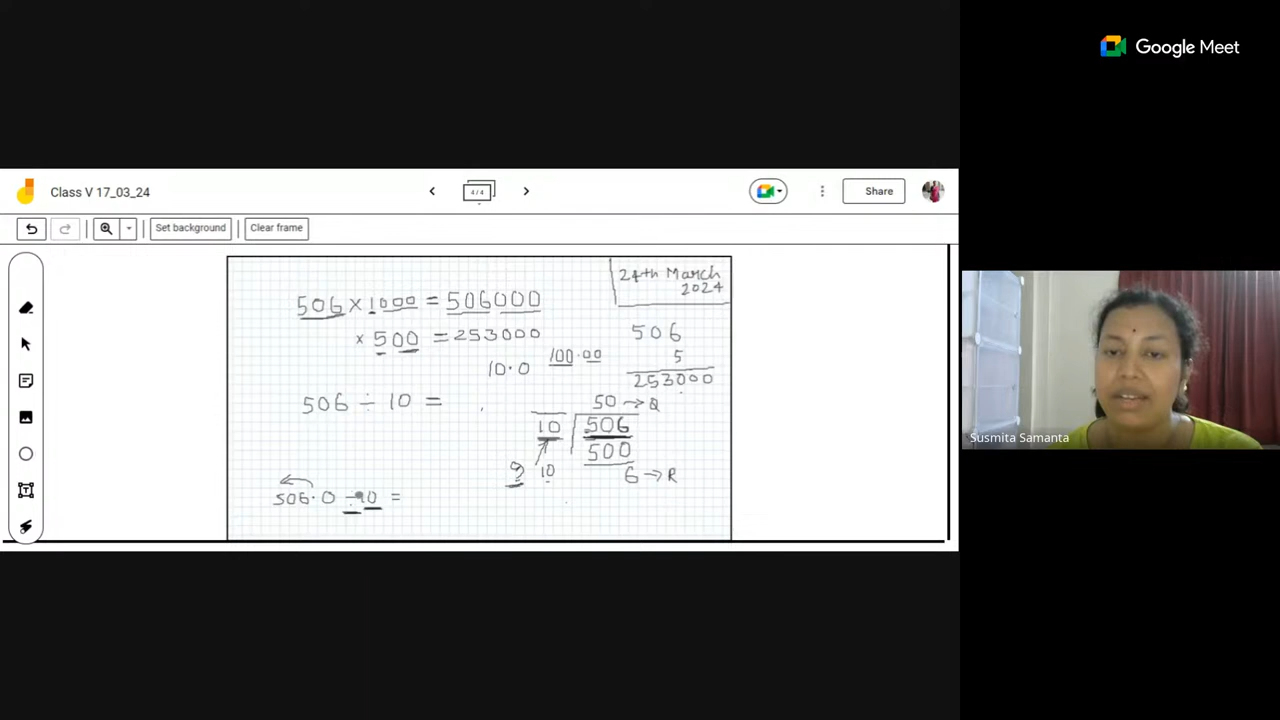 Google Meet
Class V 17_03_24
4/4
Share
Set background
Clear frame
24th March
2024
506 × 1000 = 506000
× 500 = 253000
506
5
253000
10.0
100.00
506 ÷ 10 =
50 → Q
10
506
500
? 10
6 → R
506.0 ÷ 10 =
Susmita Samanta